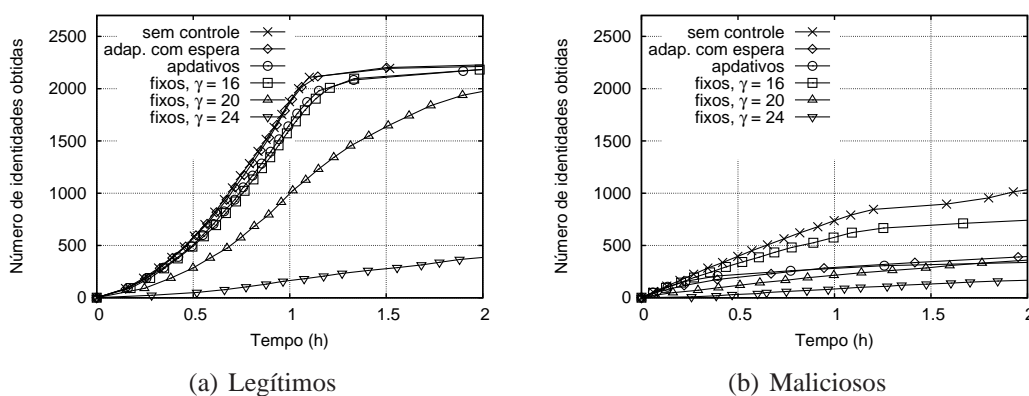 Número de identidades obtidas
2500
2000
1500
1000
500
0
sem controle
adap. com espera
apdativos
fixos, γ = 16
fixos, γ = 20
fixos, γ = 24
0 0.5 1 1.5 2
Tempo (h)
(a) Legítimos
Número de identidades obtidas
2500
2000
1500
1000
500
0
sem controle
adap. com espera
apdativos
fixos, γ = 16
fixos, γ = 20
fixos, γ = 24
0 0.5 1 1.5 2
Tempo (h)
(b) Maliciosos